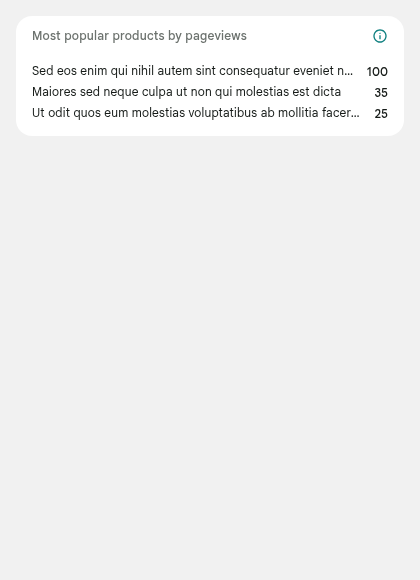 Most popular products by pageviews
Sed eos enim qui nihil autem sint consequatur eveniet n... 100
Maiores sed neque culpa ut non qui molestias est dicta 35
Ut odit quos eum molestias voluptatibus ab mollitia facer... 25